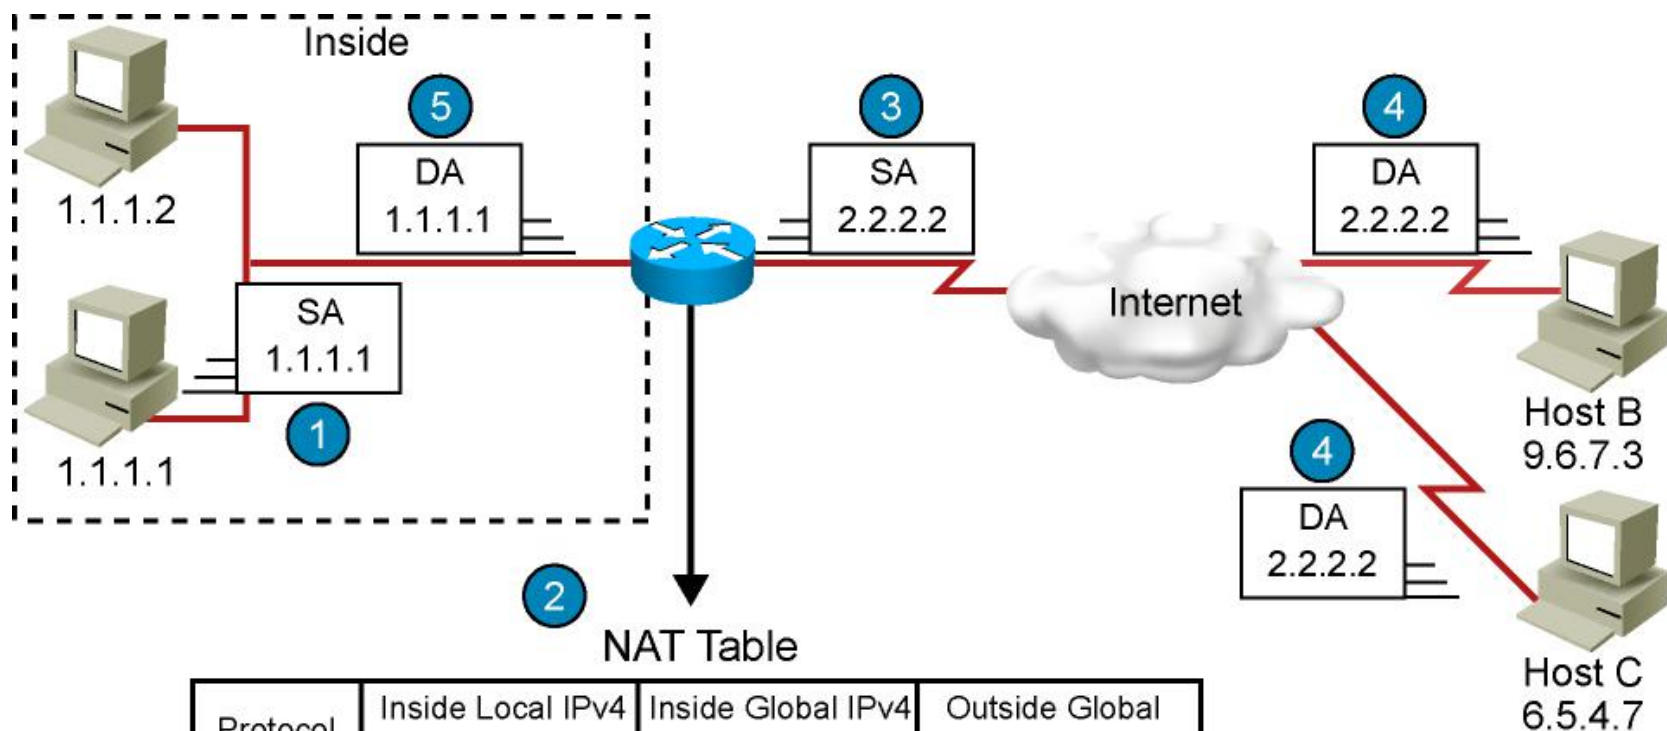 Inside
5
3
4
DA
1.1.1.1
SA
2.2.2.2
DA
2.2.2.2
1.1.1.2
SA
1.1.1.1
Internet
1
1.1.1.1
Host B
9.6.7.3
4
DA
2.2.2.2
2
NAT Table
Host C
6.5.4.7
Protocol
Inside Local IPv4
Inside Global IPv4
Outside Global